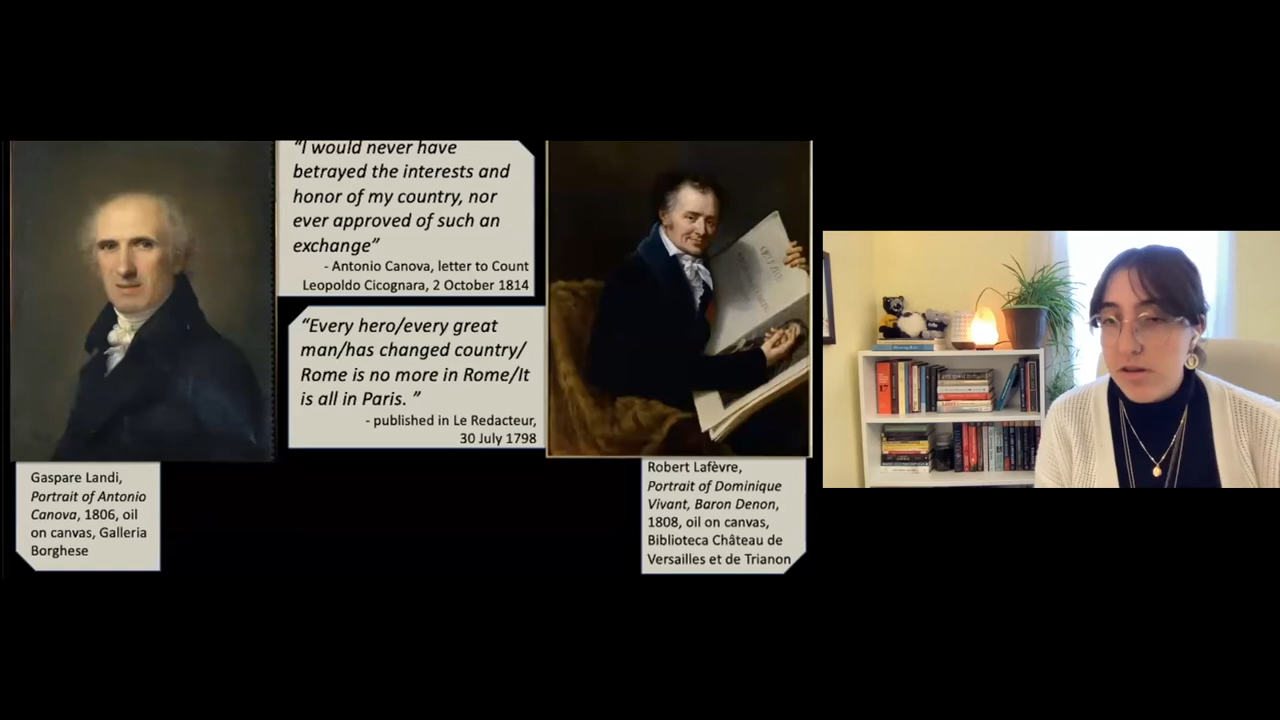 “I would never have
betrayed the interests and
honor of my country, nor
ever approved of such an
exchange”
- Antonio Canova, letter to Count
Leopoldo Cicognara, 2 October 1814
“Every hero/every great
man/has changed country/
Rome is no more in Rome/It
is all in Paris. ”
- published in Le Redacteur,
30 July 1798
Gaspare Landi,
Portrait of Antonio
Canova, 1806, oil
on canvas, Galleria
Borghese
Robert Lafèvre,
Portrait of Dominique
Vivant, Baron Denon,
1808, oil on canvas,
Biblioteca Château de
Versailles et de Trianon
17